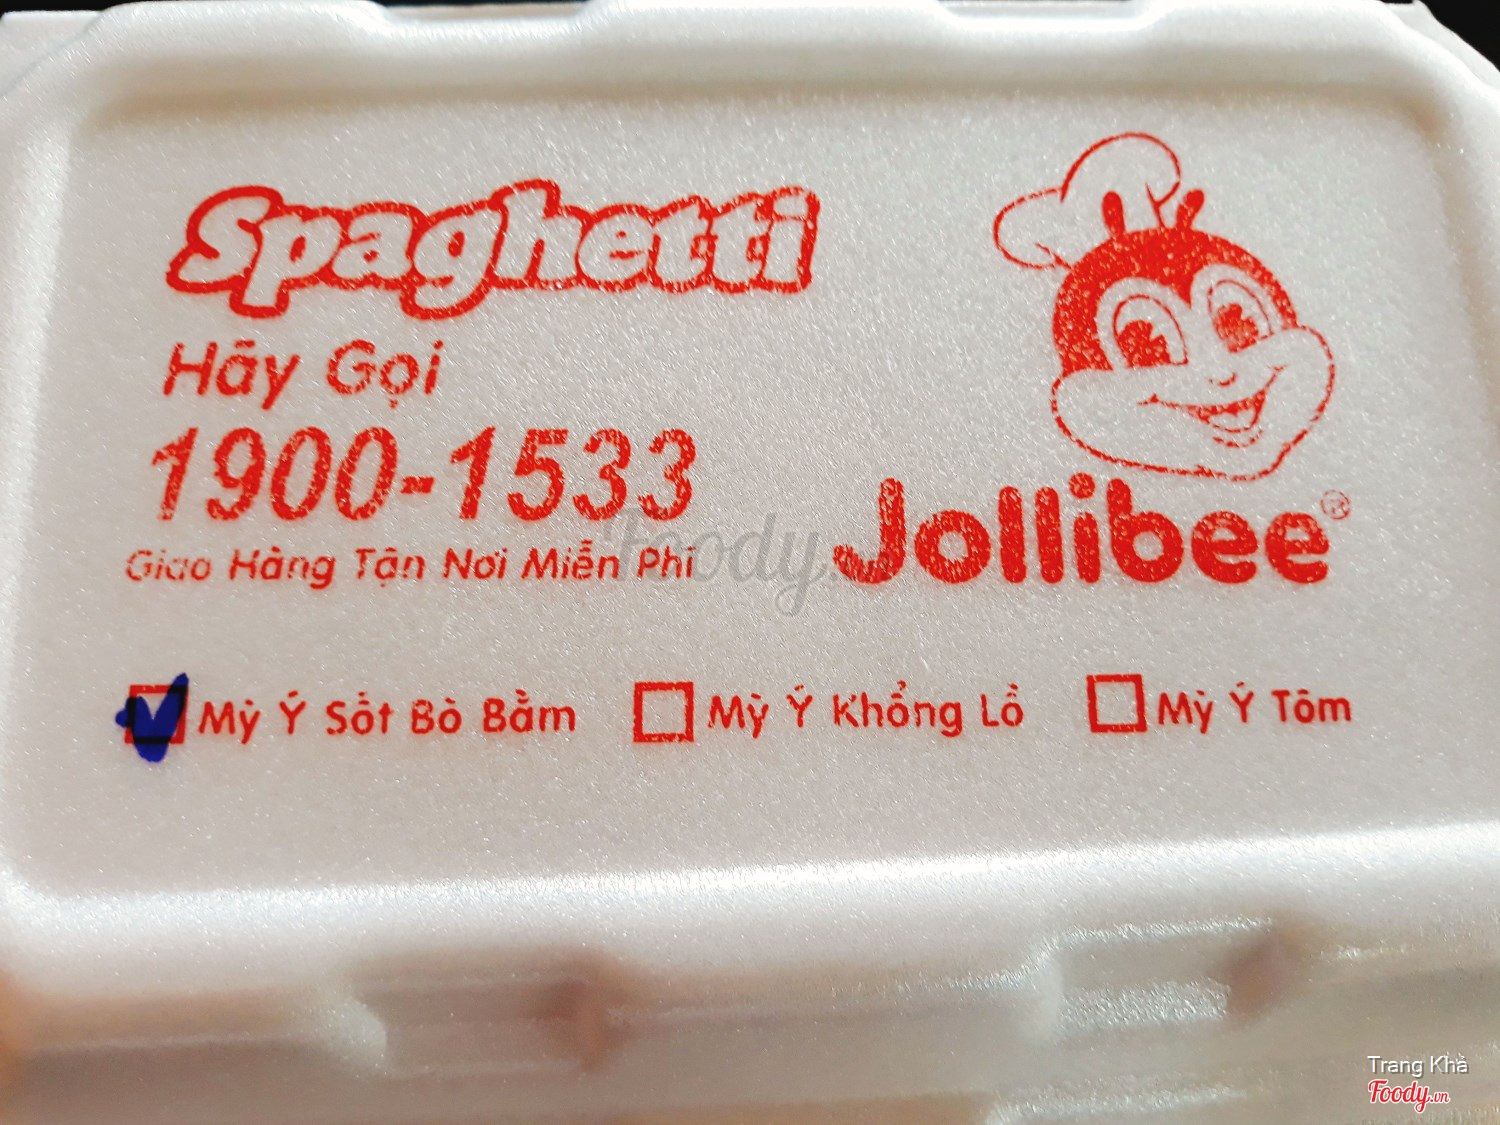 Spaghetti
Hãy Gọi
1900-1533
Giao Hàng Tận Nơi Miễn Phí
Jollibee®
Mỳ Ý Sốt Bò Bằm
Mỳ Ý Khổng Lồ
Mỳ Ý Tôm
Foody.
Trang Khả
Foody.vn